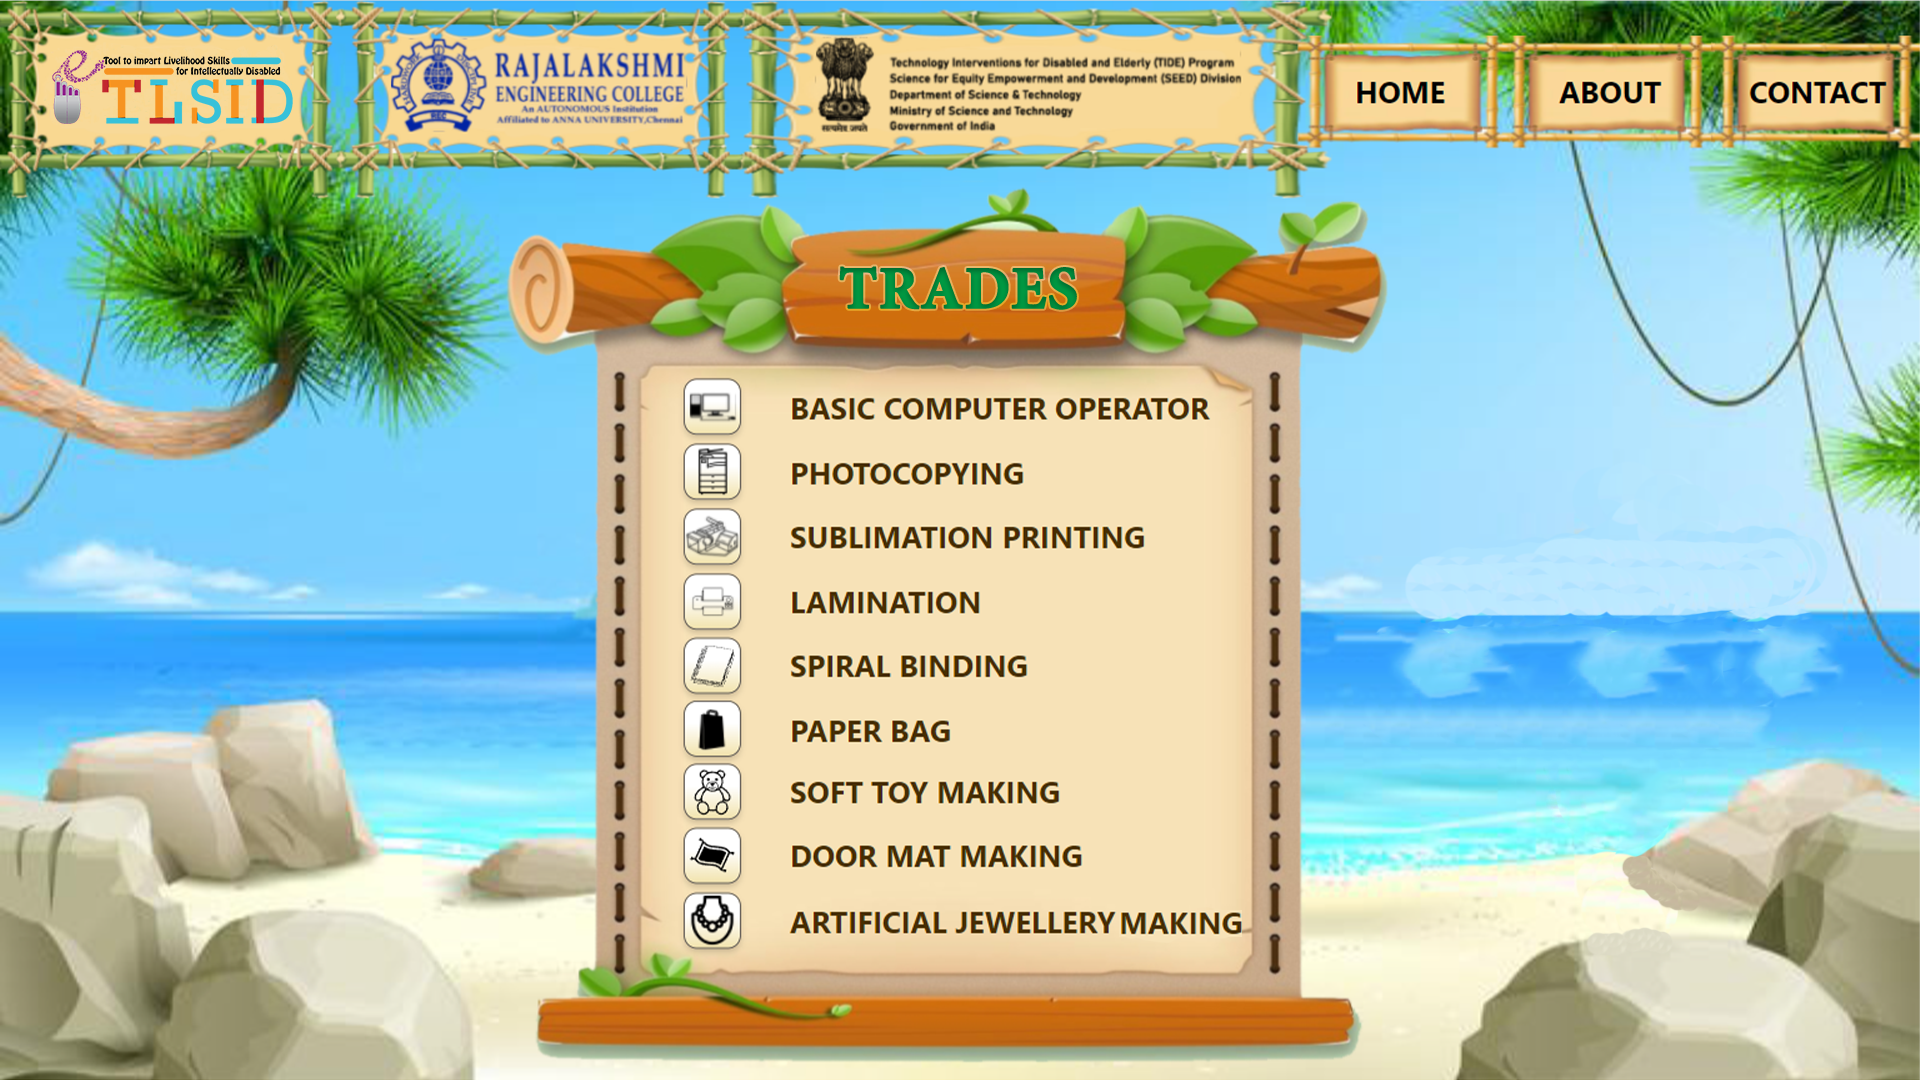 Tool to impart Livelihood Skills
for Intellectually Disabled
e TLSID
RAJALAKSHMI
ENGINEERING COLLEGE
An AUTONOMOUS Institution
Affiliated to ANNA UNIVERSITY, Chennai
सत्यमेव जयते
Technology Interventions for Disabled and Elderly (TIDE) Program
Science for Equity Empowerment and Development (SEED) Division
Department of Science & Technology
Ministry of Science and Technology
Government of India
HOME
ABOUT
CONTACT
TRADES
BASIC COMPUTER OPERATOR
PHOTOCOPYING
SUBLIMATION PRINTING
LAMINATION
SPIRAL BINDING
PAPER BAG
SOFT TOY MAKING
DOOR MAT MAKING
ARTIFICIAL JEWELLERY MAKING